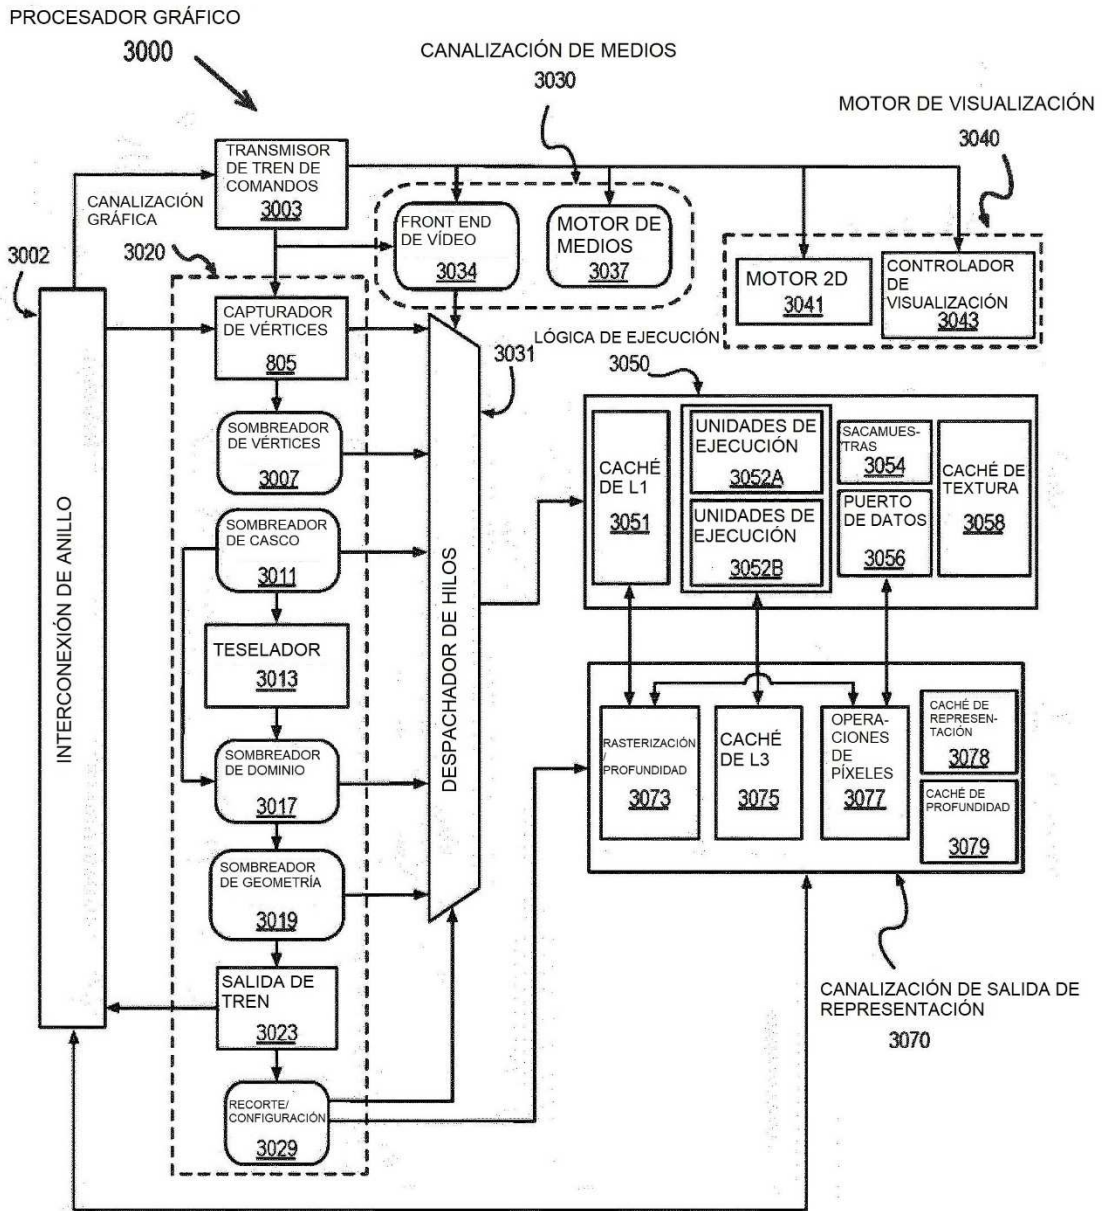 PROCESADOR GRÁFICO
3000
CANALIZACIÓN DE MEDIOS
3030
MOTOR DE VISUALIZACIÓN
3040
TRANSMISOR
DE TREN DE
COMANDOS
3003
CANALIZACIÓN
GRÁFICA
3002
3020
FRONT END
DE VÍDEO
3034
MOTOR DE
MEDIOS
3037
MOTOR 2D
3041
CONTROLADOR
DE
VISUALIZACIÓN
3043
CAPTURADOR
DE VÉRTICES
805
3031
LÓGICA DE EJECUCIÓN
3050
SOMBREADOR
DE VÉRTICES
3007
SOMBREADOR
DE CASCO
3011
TESELADOR
3013
SOMBREADOR
DE DOMINIO
3017
SOMBREADOR
DE GEOMETRÍA
3019
SALIDA DE
TREN
3023
RECORTE/
CONFIGURACIÓN
3029
INTERCONEXIÓN DE ANILLO
DESPACHADOR DE HILOS
CACHÉ
DE L1
3051
UNIDADES DE
EJECUCIÓN
3052A
UNIDADES DE
EJECUCIÓN
3052B
SACAMUES-
TRAS
3054
PUERTO
DE DATOS
3056
CACHÉ DE
TEXTURA
3058
RASTERIZACIÓN
/PROFUNDIDAD
3073
CACHÉ
DE L3
3075
OPERA-
CIONES
DE
PÍXELES
3077
CACHÉ DE
REPRESEN-
TACIÓN
3078
CACHÉ DE
PROFUNDIDAD
3079
CANALIZACIÓN DE SALIDA DE
REPRESENTACIÓN
3070